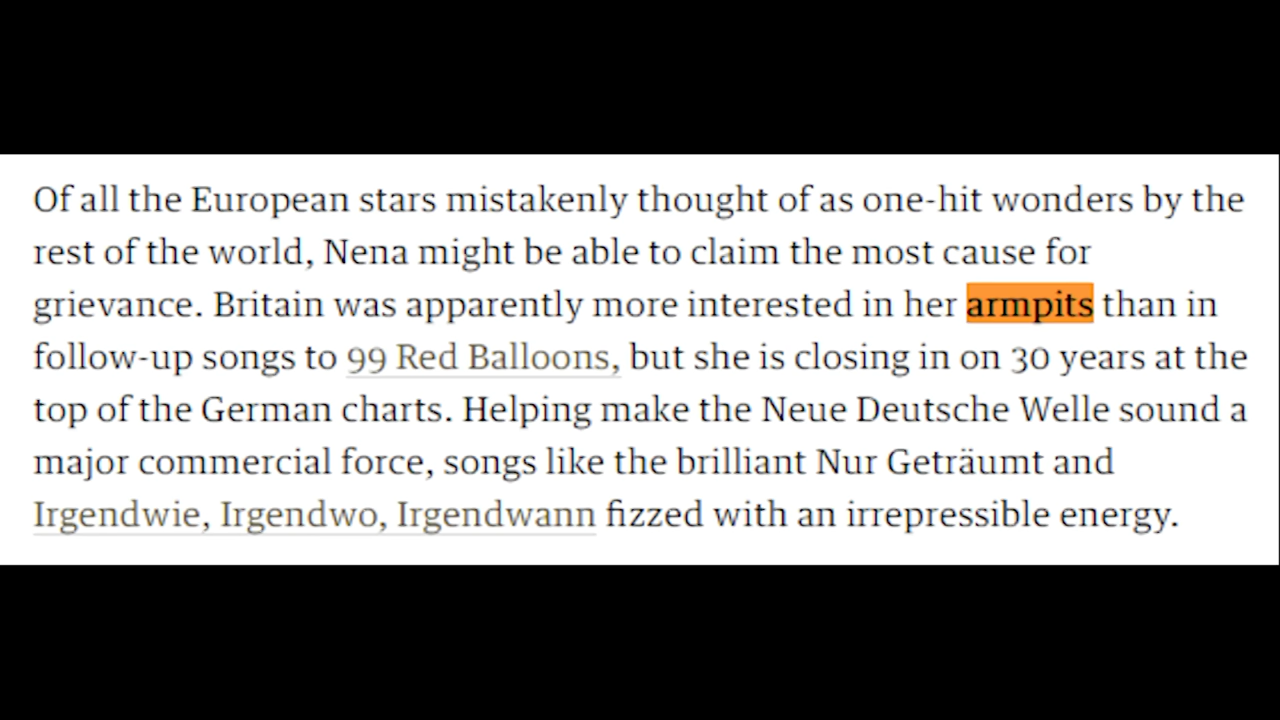 Of all the European stars mistakenly thought of as one-hit wonders by the
rest of the world, Nena might be able to claim the most cause for
grievance. Britain was apparently more interested in her armpits than in
follow-up songs to 99 Red Balloons, but she is closing in on 30 years at the
top of the German charts. Helping make the Neue Deutsche Welle sound a
major commercial force, songs like the brilliant Nur Geträumt and
Irgendwie, Irgendwo, Irgendwann fizzed with an irrepressible energy.